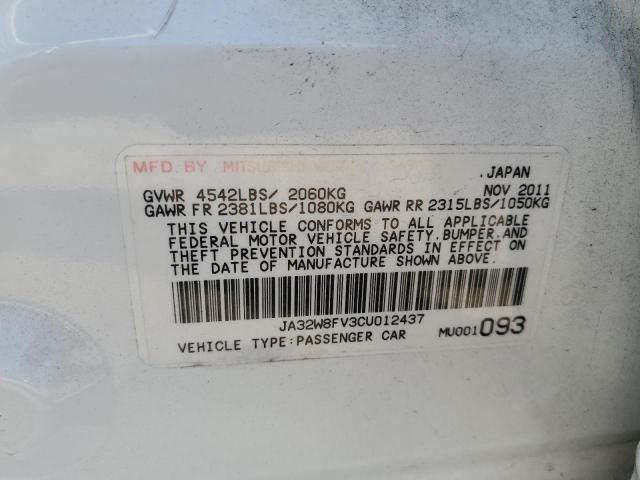 MFD. BY MITSUBISHI
.JAPAN
GVWR 4542LBS/ 2060KG NOV 2011
GAWR FR 2381LBS/1080KG GAWR RR 2315LBS/1050KG
THIS VEHICLE CONFORMS TO ALL APPLICABLE
FEDERAL MOTOR VEHICLE SAFETY,BUMPER,AND
THEFT PREVENTION STANDARDS IN EFFECT ON
THE DATE OF MANUFACTURE SHOWN ABOVE.
JA32W8FV3CU012437
VEHICLE TYPE:PASSENGER CAR MU001093